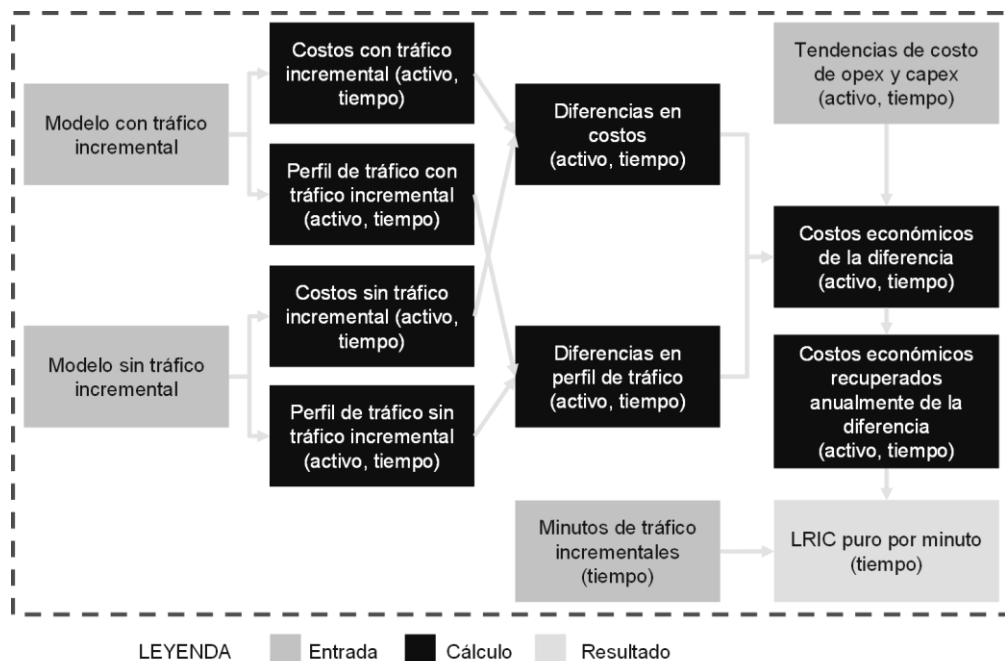 Modelo con tráfico
incremental
Modelo sin tráfico
incremental
Costos con tráfico
incremental (activo,
tiempo)
Perfil de tráfico con
tráfico incremental
(activo, tiempo)
Costos sin tráfico
incremental (activo,
tiempo)
Perfil de tráfico sin
tráfico incremental
(activo, tiempo)
Diferencias en
costos
(activo, tiempo)
Diferencias en
perfil de tráfico
(activo, tiempo)
Minutos de tráfico
incrementales
(tiempo)
Tendencias de costo
de opex y capex
(activo, tiempo)
Costos económicos
de la diferencia
(activo, tiempo)
Costos económicos
recuperados
anualmente de la
diferencia
(activo, tiempo)
LRIC puro por minuto
(tiempo)
LEYENDA Entrada Cálculo Resultado